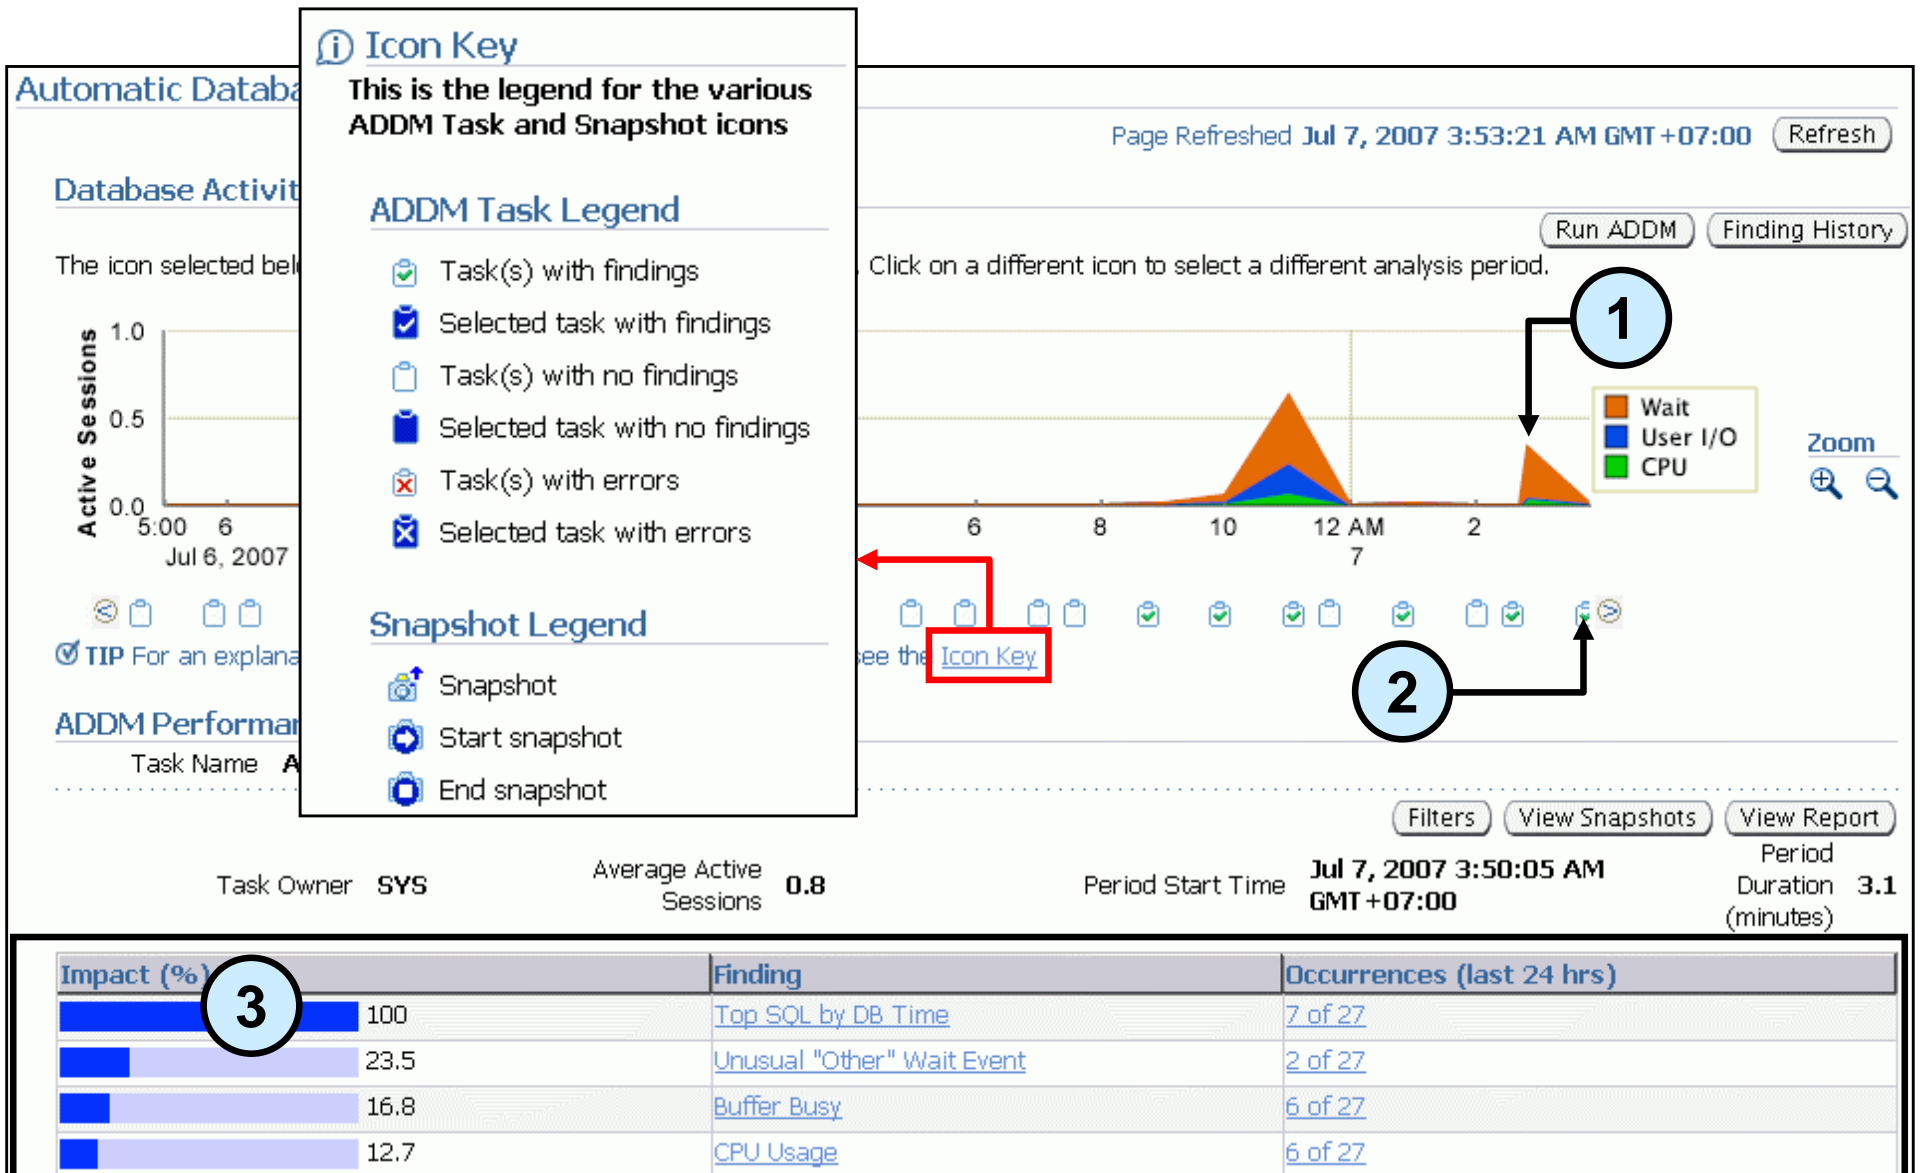 Icon Key
This is the legend for the various
ADDM Task and Snapshot icons
Automatic Databa
Page Refreshed Jul 7, 2007 3:53:21 AM GMT+07:00 Refresh
Database Activit
ADDM Task Legend
Run ADDM Finding History
The icon selected bel
. Click on a different icon to select a different analysis period.
Task(s) with findings
Selected task with findings
Task(s) with no findings
Selected task with no findings
Task(s) with errors
Selected task with errors
1
Active Sessions
1.0
0.5
0.0
Wait
User I/O
CPU
Zoom
5:00 6 6 8 10 12 AM 2
Jul 6, 2007 7
Snapshot Legend
Snapshot
Start snapshot
End snapshot
TIP For an explana
see the Icon Key
2
ADDM Performa
Task Name A
Filters View Snapshots View Report
Task Owner SYS
Average Active
Sessions 0.8
Period Start Time Jul 7, 2007 3:50:05 AM
GMT+07:00
Period
Duration 3.1
(minutes)
3
Impact (%) Finding Occurrences (last 24 hrs)
100 Top SQL by DB Time 7 of 27
23.5 Unusual "Other" Wait Event 2 of 27
16.8 Buffer Busy 6 of 27
12.7 CPU Usage 6 of 27